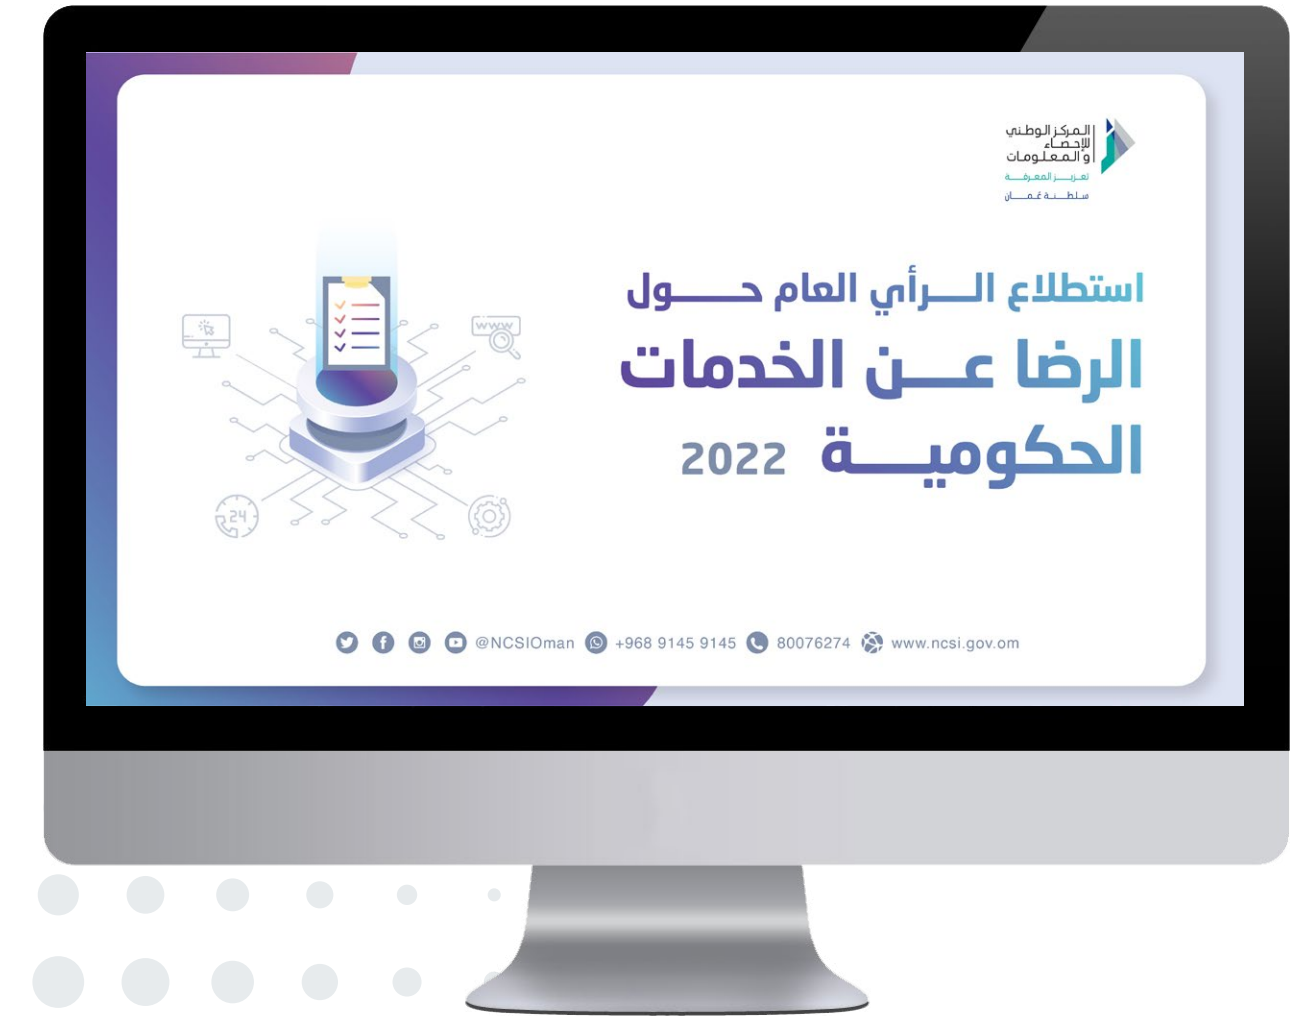 المركز الوطني
للإحصاء
والمعلومات
تعزيز المعرفة
سلطنة عُمان
استطلاع الرأي العام حول
الرضا عن الخدمات
الحكومية 2022
www
24
@NCSIOman +968 9145 9145 80076274 www.ncsi.gov.om